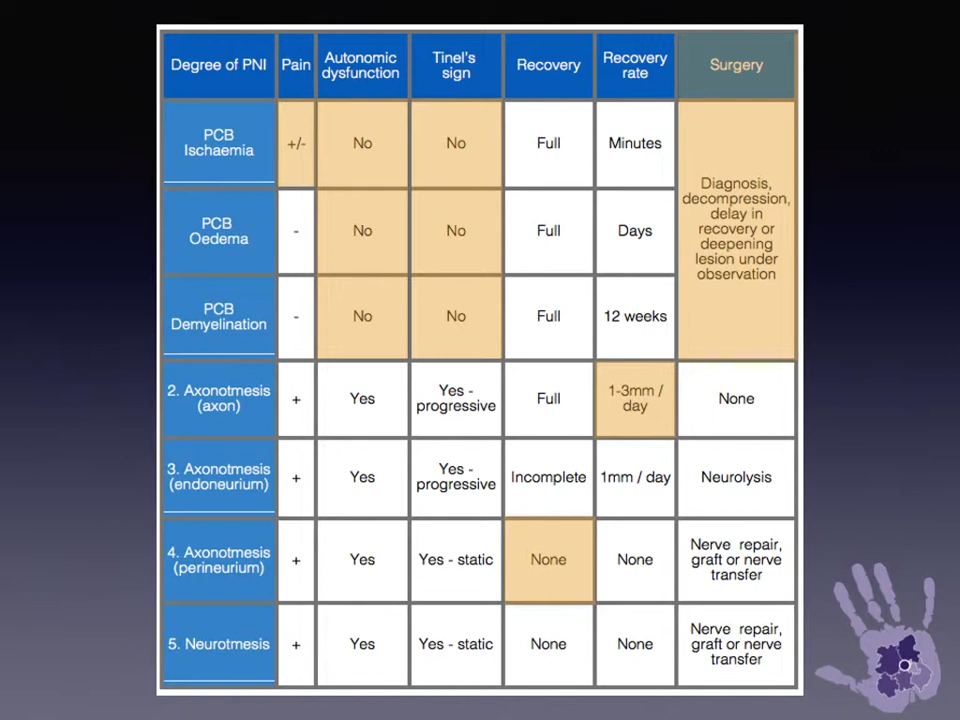 Degree of PNI
Pain
Autonomic
dysfunction
Tinel's
sign
Recovery
Recovery
rate
Surgery
PCB
Ischaemia
+/-
No
No
Full
Minutes
Diagnosis,
decompression,
delay in
recovery or
deepening
lesion under
observation
PCB
Oedema
-
No
No
Full
Days
PCB
Demyelination
-
No
No
Full
12 weeks
2. Axonotmesis
(axon)
+
Yes
Yes -
progressive
Full
1-3mm /
day
None
3. Axonotmesis
(endoneurium)
+
Yes
Yes -
progressive
Incomplete
1mm / day
Neurolysis
4. Axonotmesis
(perineurium)
+
Yes
Yes - static
None
None
Nerve repair,
graft or nerve
transfer
5. Neurotmesis
+
Yes
Yes - static
None
None
Nerve repair,
graft or nerve
transfer